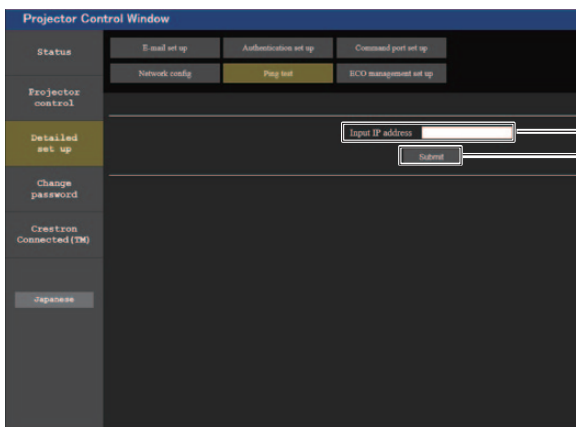 Projector Control Window
Status
E-mail set up
Authentication set up
Command port set up
Network config
Ping test
ECO management set up
Projector
control
Input IP address
Submit
Detailed
set up
Change
password
Crestron
Connected(TM)
Japanese